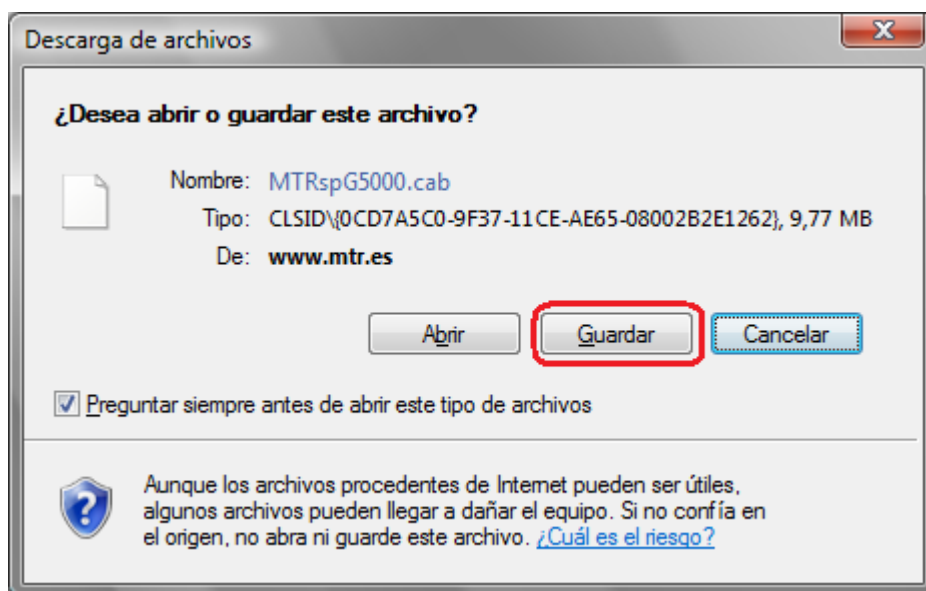 Descarga de archivos
X
¿Desea abrir o guardar este archivo?
Nombre: MTRspG5000.cab
Tipo: CLSID\{0CD7A5C0-9F37-11CE-AE65-08002B2E1262}, 9,77 MB
De: www.mtr.es
Abrir Guardar Cancelar
Preguntar siempre antes de abrir este tipo de archivos
Aunque los archivos procedentes de Internet pueden ser útiles,
algunos archivos pueden llegar a dañar el equipo. Si no confía en
el origen, no abra ni guarde este archivo. ¿Cuál es el riesgo?